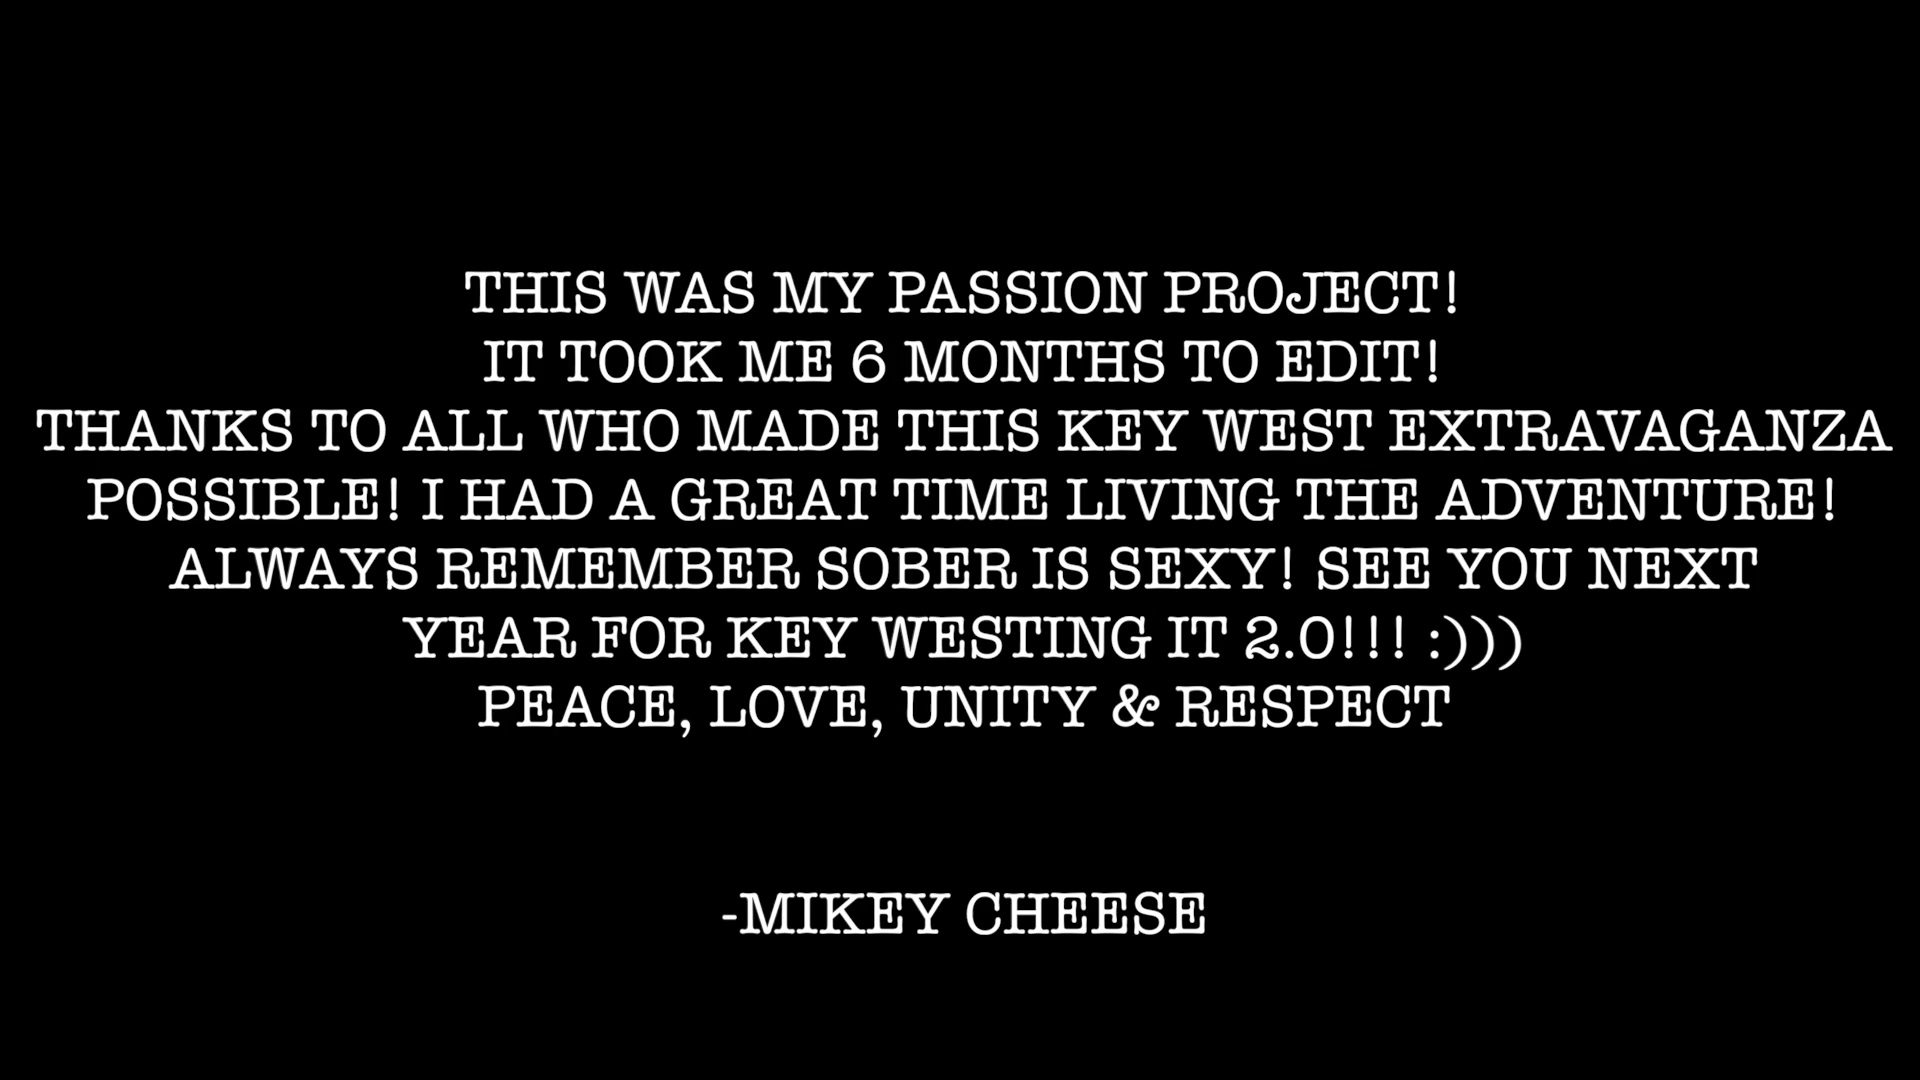 THIS WAS MY PASSION PROJECT!
IT TOOK ME 6 MONTHS TO EDIT!
THANKS TO ALL WHO MADE THIS KEY WEST EXTRAVAGANZA
POSSIBLE! I HAD A GREAT TIME LIVING THE ADVENTURE!
ALWAYS REMEMBER SOBER IS SEXY! SEE YOU NEXT
YEAR FOR KEY WESTING IT 2.0!!! :)))
PEACE, LOVE, UNITY & RESPECT
-MIKEY CHEESE